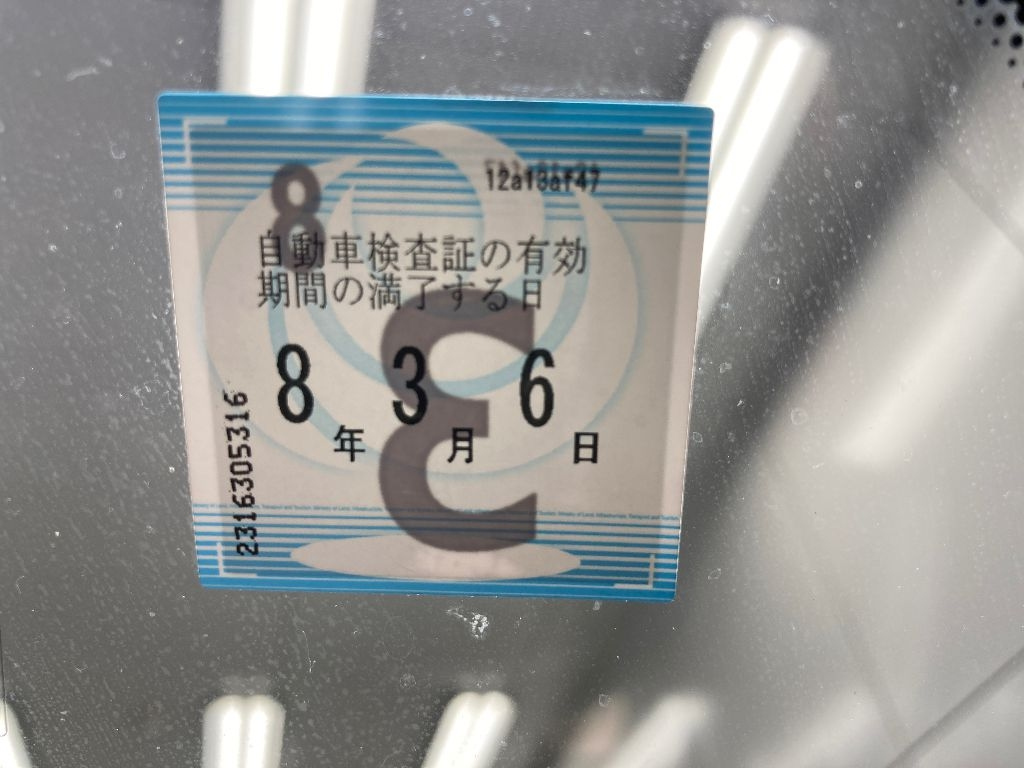 8
12a13af47
自動車検査証の有効
期間の満了する日
8年3月6日
2316305316
3